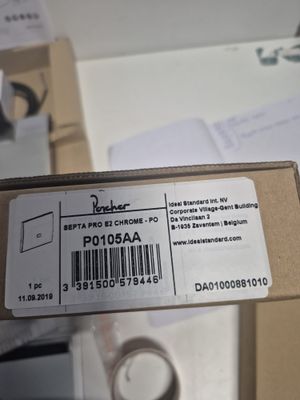 Porcher
SEPTA PRO E2 CHROME - PO
P0105AA
1 pc
11.09.2019
3 391500 579446
Ideal Standard Int. NV
Corporate Village-Gent Building
Da Vincilaan 2
B-1935 Zaventem | Belgium
www.idealstandard.com
DA01000881010